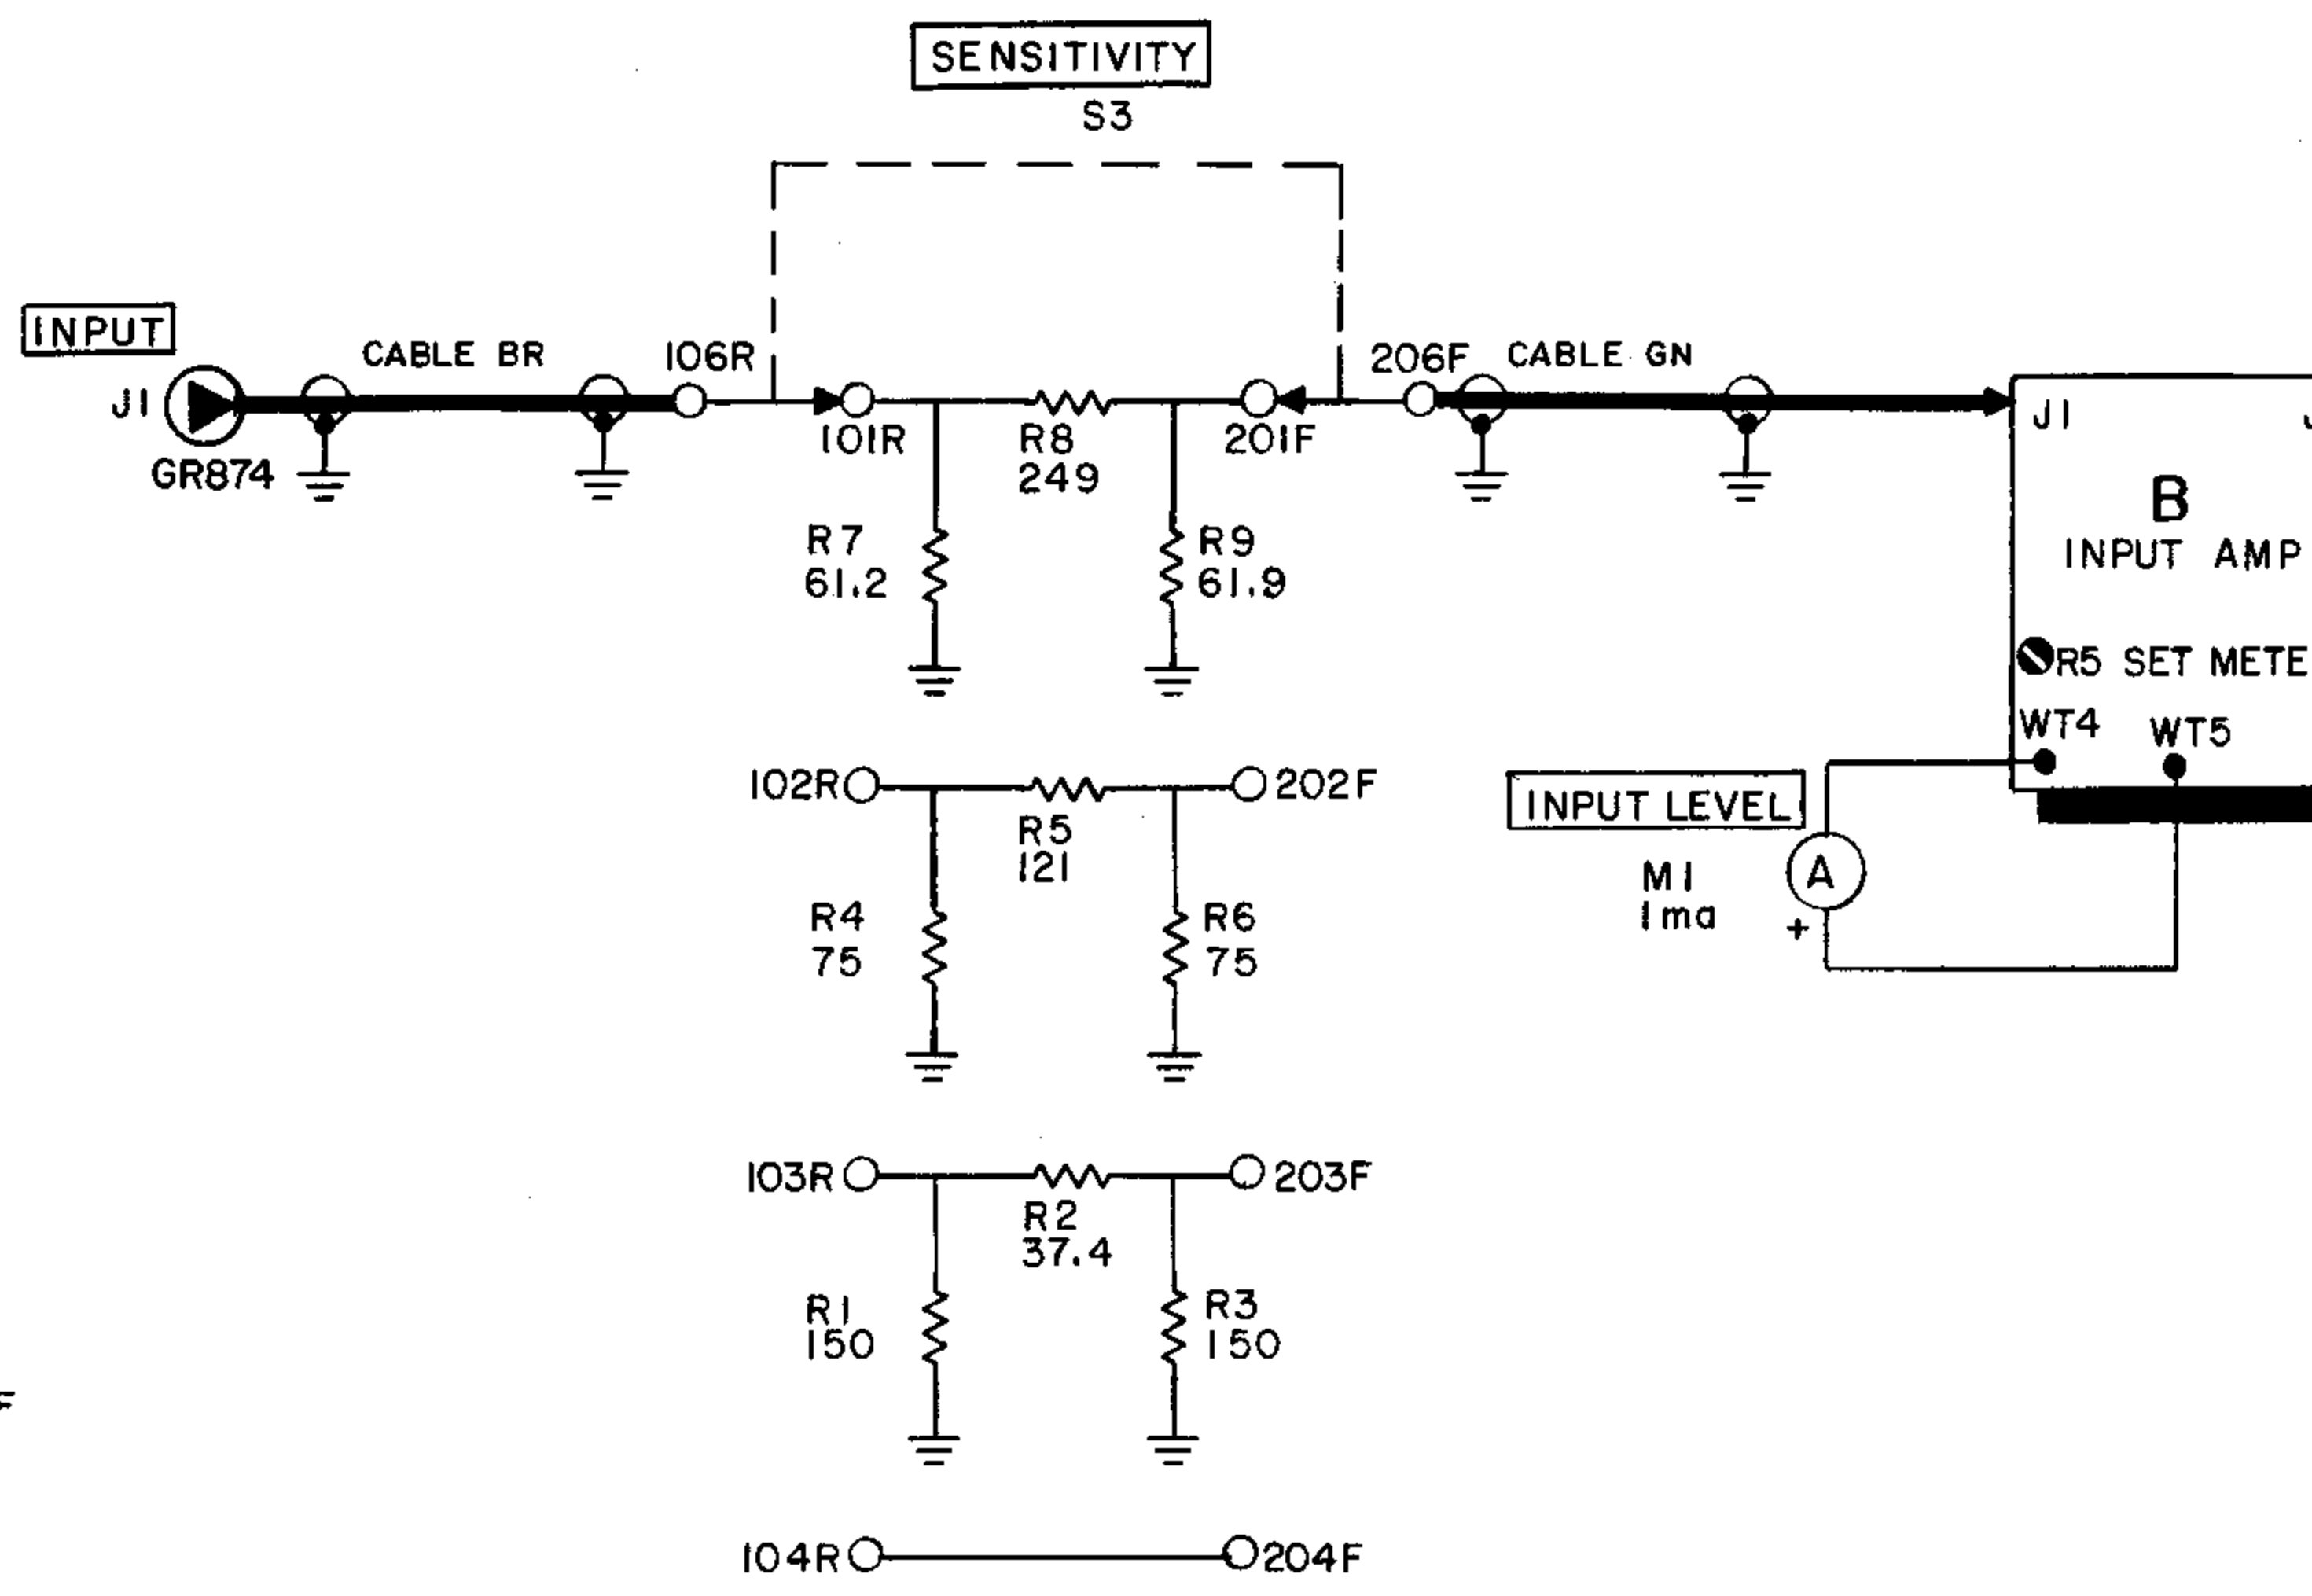 SENSITIVITY
S3
INPUT
CABLE BR
106R
206F
CABLE GN
J1
GR874
101R
R8
249
201F
J1
B
INPUT AMP
R7
61.2
R9
61.9
R5 SET METE
WT4
WT5
102R
202F
R5
121
INPUT LEVEL
A
M1
1ma
+
R4
75
R6
75
103R
203F
R2
37.4
R1
150
R3
150
104R
204F